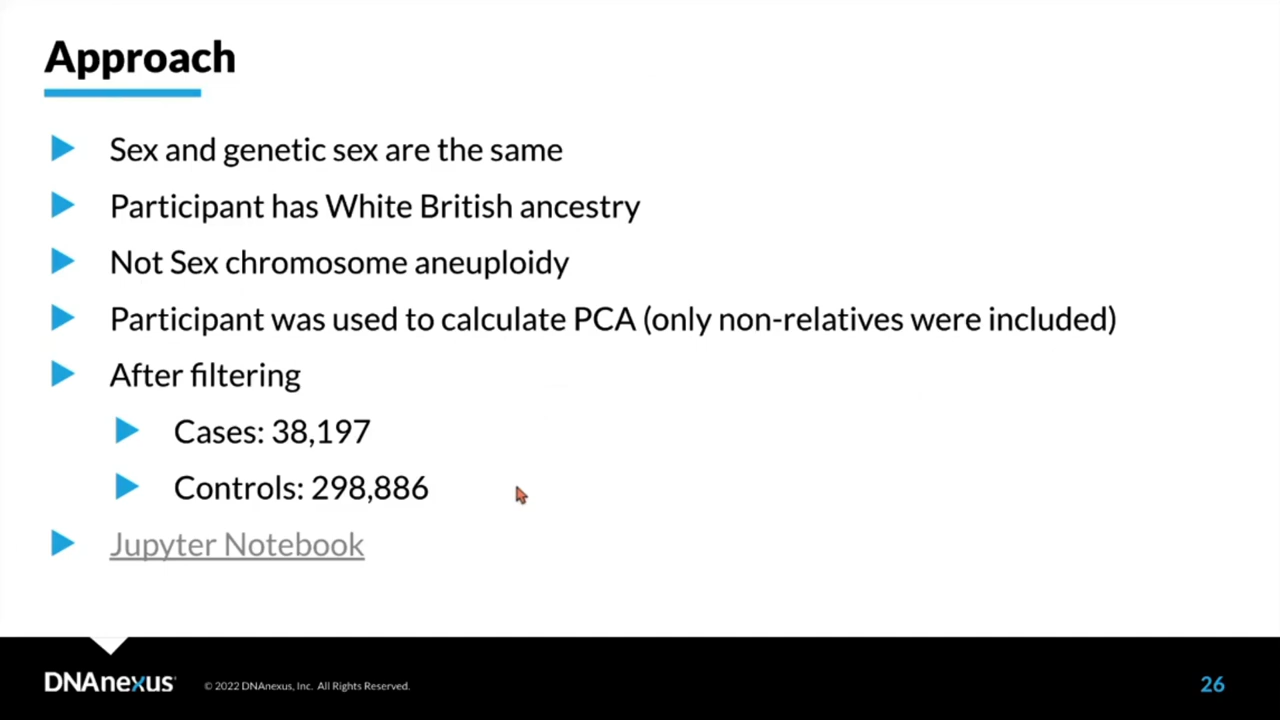 Approach
Sex and genetic sex are the same
Participant has White British ancestry
Not Sex chromosome aneuploidy
Participant was used to calculate PCA (only non-relatives were included)
After filtering
Cases: 38,197
Controls: 298,886
Jupyter Notebook
DNAnexus
© 2022 DNAnexus, Inc. All Rights Reserved.
26